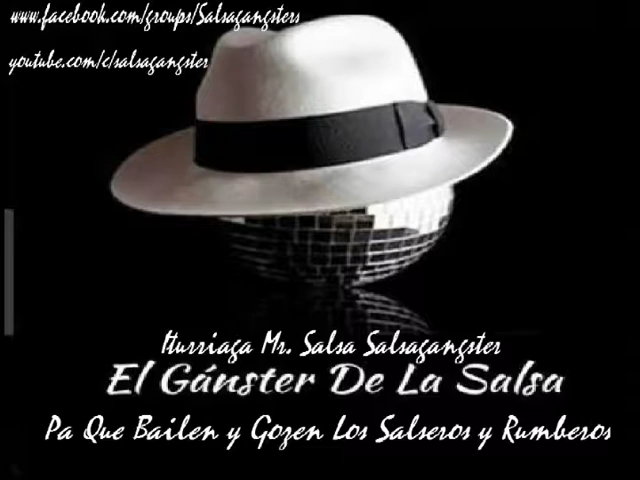 www.facebook.com/groups/Salsagangsters
youtube.com/c/salsagangster
Iturriaga Mr. Salsa Salsagangster
El Gánster De La Salsa
Pa Que Bailen y Gozen Los Salseros y Rumberos